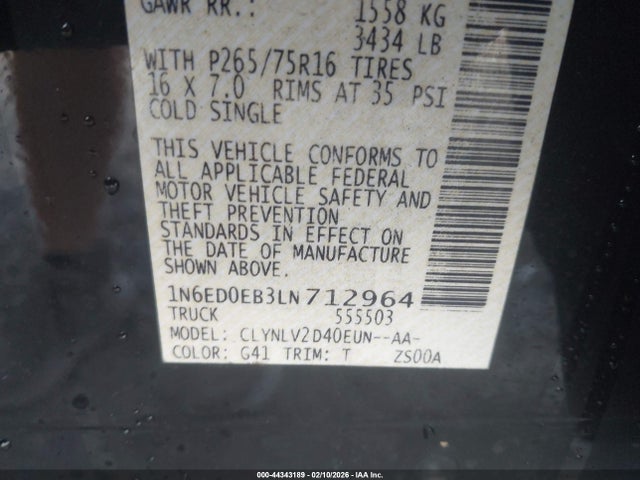 GAWR RR.: 1558 KG
3434 LB
WITH P265/75R16 TIRES
16 X 7.0 RIMS AT 35 PSI
COLD SINGLE
THIS VEHICLE CONFORMS TO
ALL APPLICABLE FEDERAL
MOTOR VEHICLE SAFETY AND
THEFT PREVENTION
STANDARDS IN EFFECT ON
THE DATE OF MANUFACTURE
SHOWN ABOVE.
1N6ED0EB3LN712964
TRUCK 555503
MODEL: CLYNLV2D40EUN--AA-
COLOR: G41 TRIM: T ZS00A
000-44343189 - 02/10/2026 - IAA Inc.